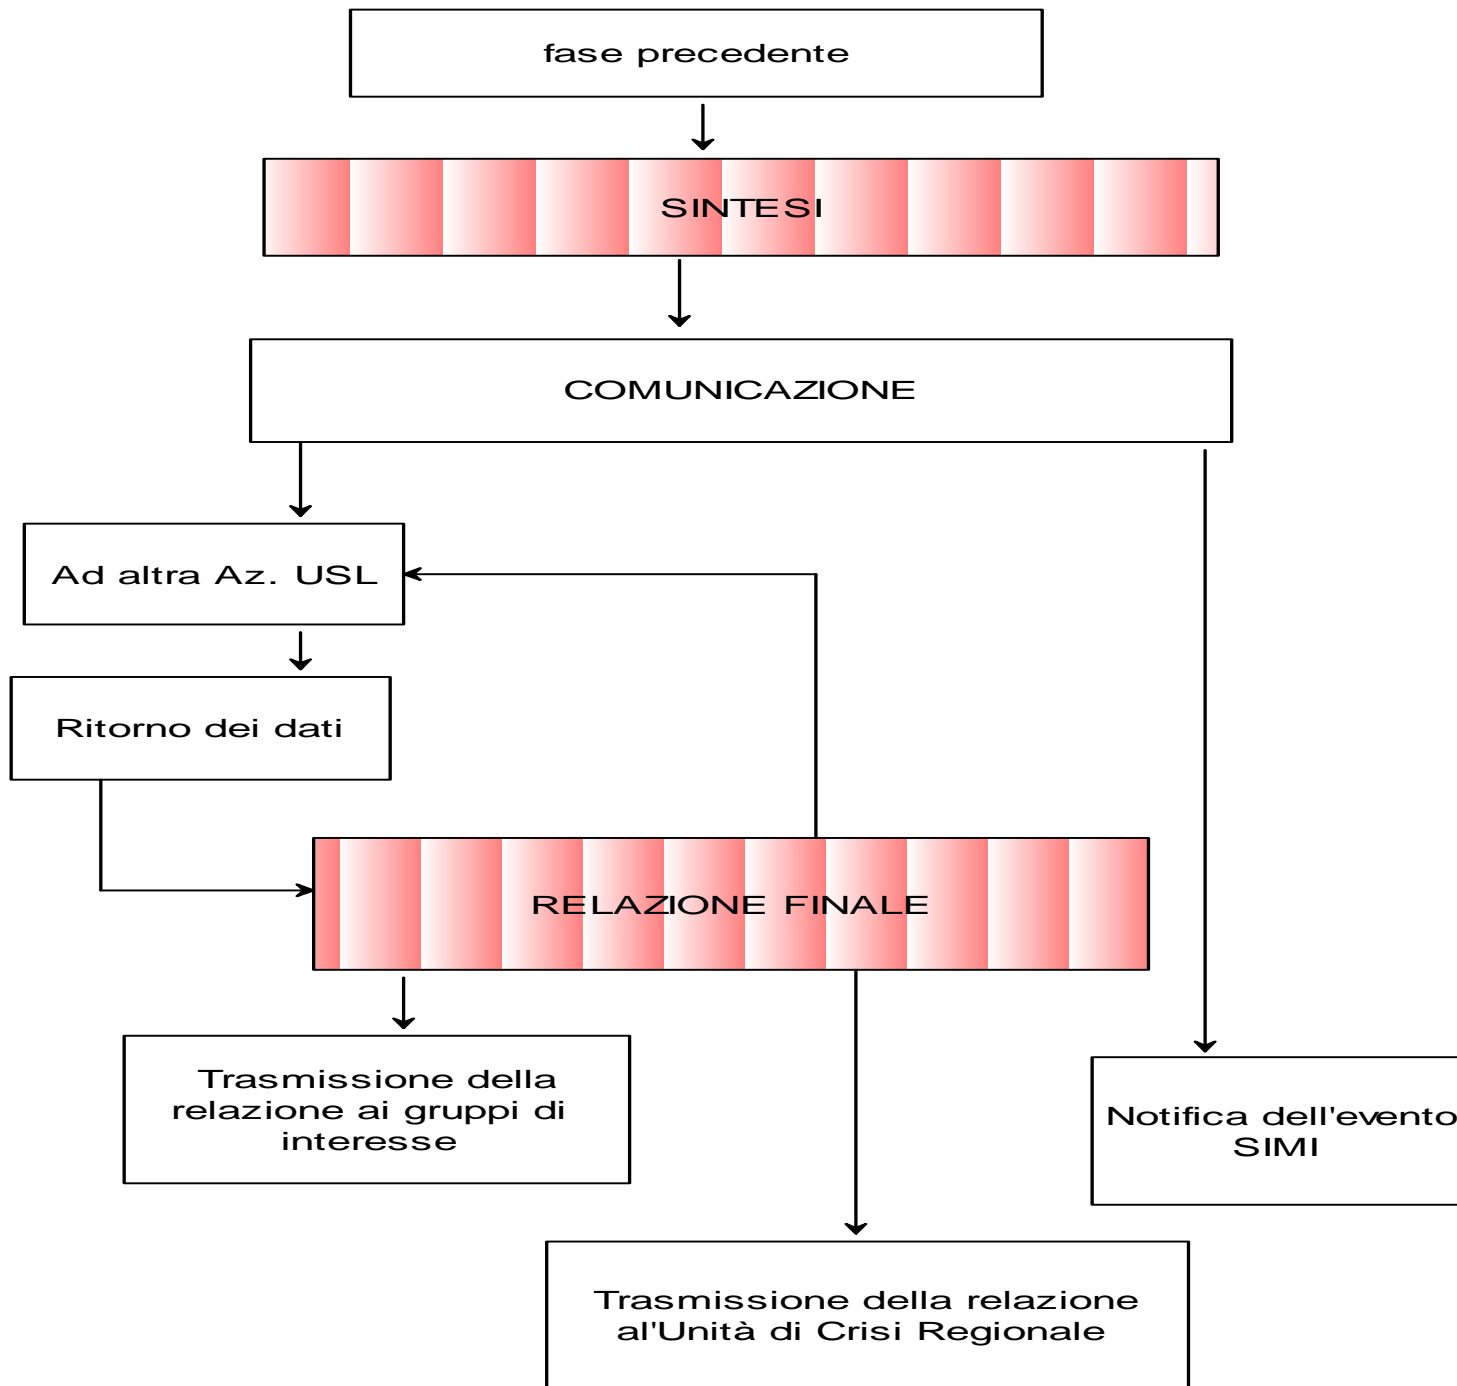 fase precedente
SINTESI
COMUNICAZIONE
Ad altra Az. USL
Ritorno dei dati
RELAZIONE FINALE
Trasmissione della
relazione ai gruppi di
interesse
Notifica dell'evento
SIMI
Trasmissione della relazione
al'Unità di Crisi Regionale